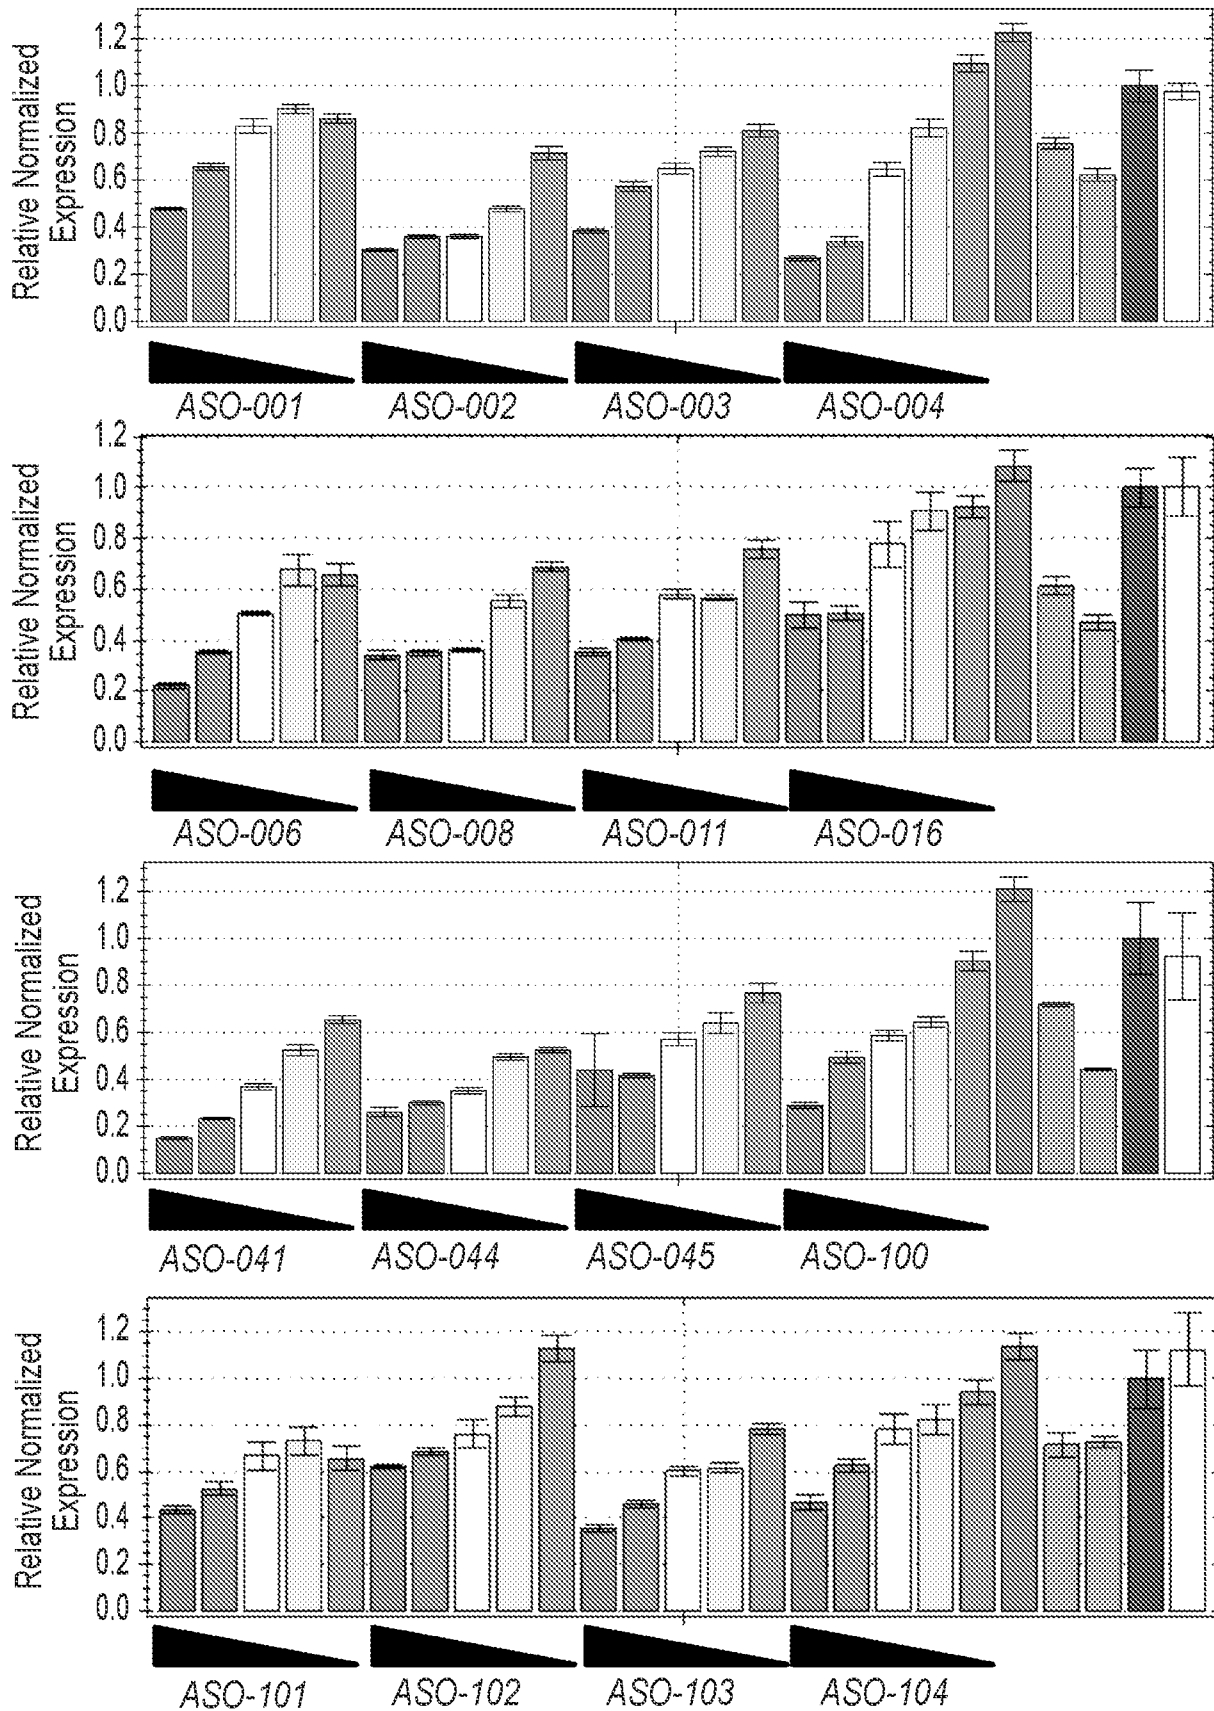 Relative Normalized
Expression
1.2
1.0
0.8
0.6
0.4
0.2
0.0
ASO-001 ASO-002 ASO-003 ASO-004
Relative Normalized
Expression
1.2
1.0
0.8
0.6
0.4
0.2
0.0
ASO-006 ASO-008 ASO-011 ASO-016
Relative Normalized
Expression
1.2
1.0
0.8
0.6
0.4
0.2
0.0
ASO-041 ASO-044 ASO-045 ASO-100
Relative Normalized
Expression
1.2
1.0
0.8
0.6
0.4
0.2
0.0
ASO-101 ASO-102 ASO-103 ASO-104